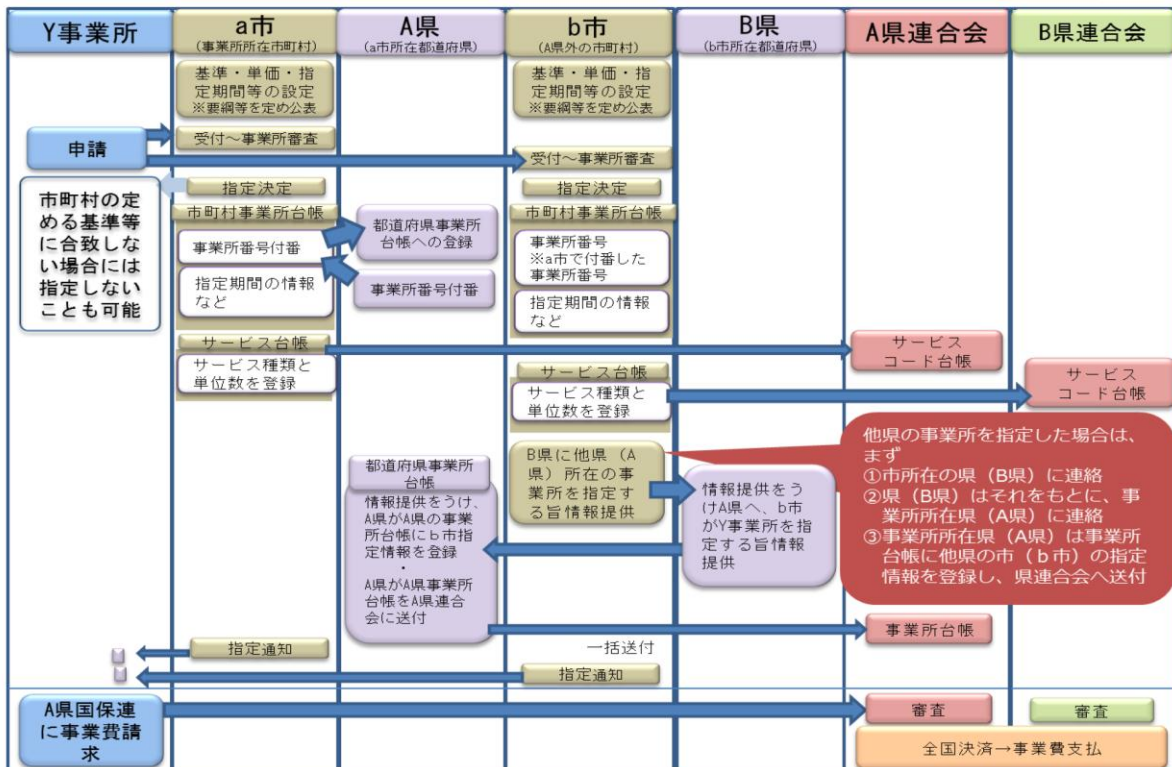 Y事業所
a市
(事業所所在市町村)
A県
(a市所在都道府県)
b市
(A県外の市町村)
B県
(b市所在都道府県)
A県連合会
B県連合会
基準・単価・指
定期間等の設定
※要綱等を定め公表
基準・単価・指
定期間等の設定
※要綱等を定め公表
申請
受付～事業所審査
受付～事業所審査
市町村の定
める基準等
に合致しな
い場合には
指定しない
ことも可能
指定決定
指定決定
市町村事業所台帳
事業所番号付番
指定期間の情報
など
都道府県事業所
台帳への登録
事業所番号付番
市町村事業所台帳
事業所番号
※a市で付番した
事業所番号
指定期間の情報
など
サービス台帳
サービス種類と
単位数を登録
サービス
コード台帳
サービス台帳
サービス種類と
単位数を登録
サービス
コード台帳
都道府県事業所
台帳
情報提供をうけ、
A県がA県の事業
所台帳にb市指
定情報を登録
・
A県がA県事業所
台帳をA県連合
会に送付
B県に他県（A
県）所在の事
業所を指定す
る旨情報提供
情報提供をう
けA県へ、b市
がY事業所を指
定する旨情報
提供
他県の事業所を指定した場合は、
まず
①市所在の県（B県）に連絡
②県（B県）はそれをもとに、事
業所所在県（A県）に連絡
③事業所所在県（A県）は事業所
台帳に他県の市（b市）の指定
情報を登録し、県連合会へ送付
事業所台帳
指定通知
一括送付
指定通知
A県国保連
に事業費請
求
審査
審査
全国決済→事業費支払